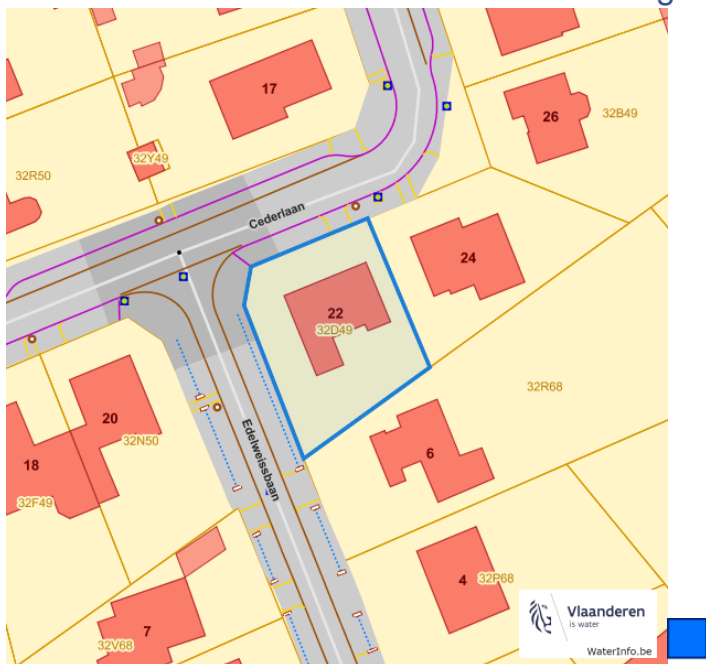 g
17
26
32B49
32Y49
32R50
Cederlaan
24
22
32D49
32R68
20
32N50
Edelweissbaan
6
18
32F49
4
32P68
7
32V68
Vlaanderen
is water
WaterInfo.be